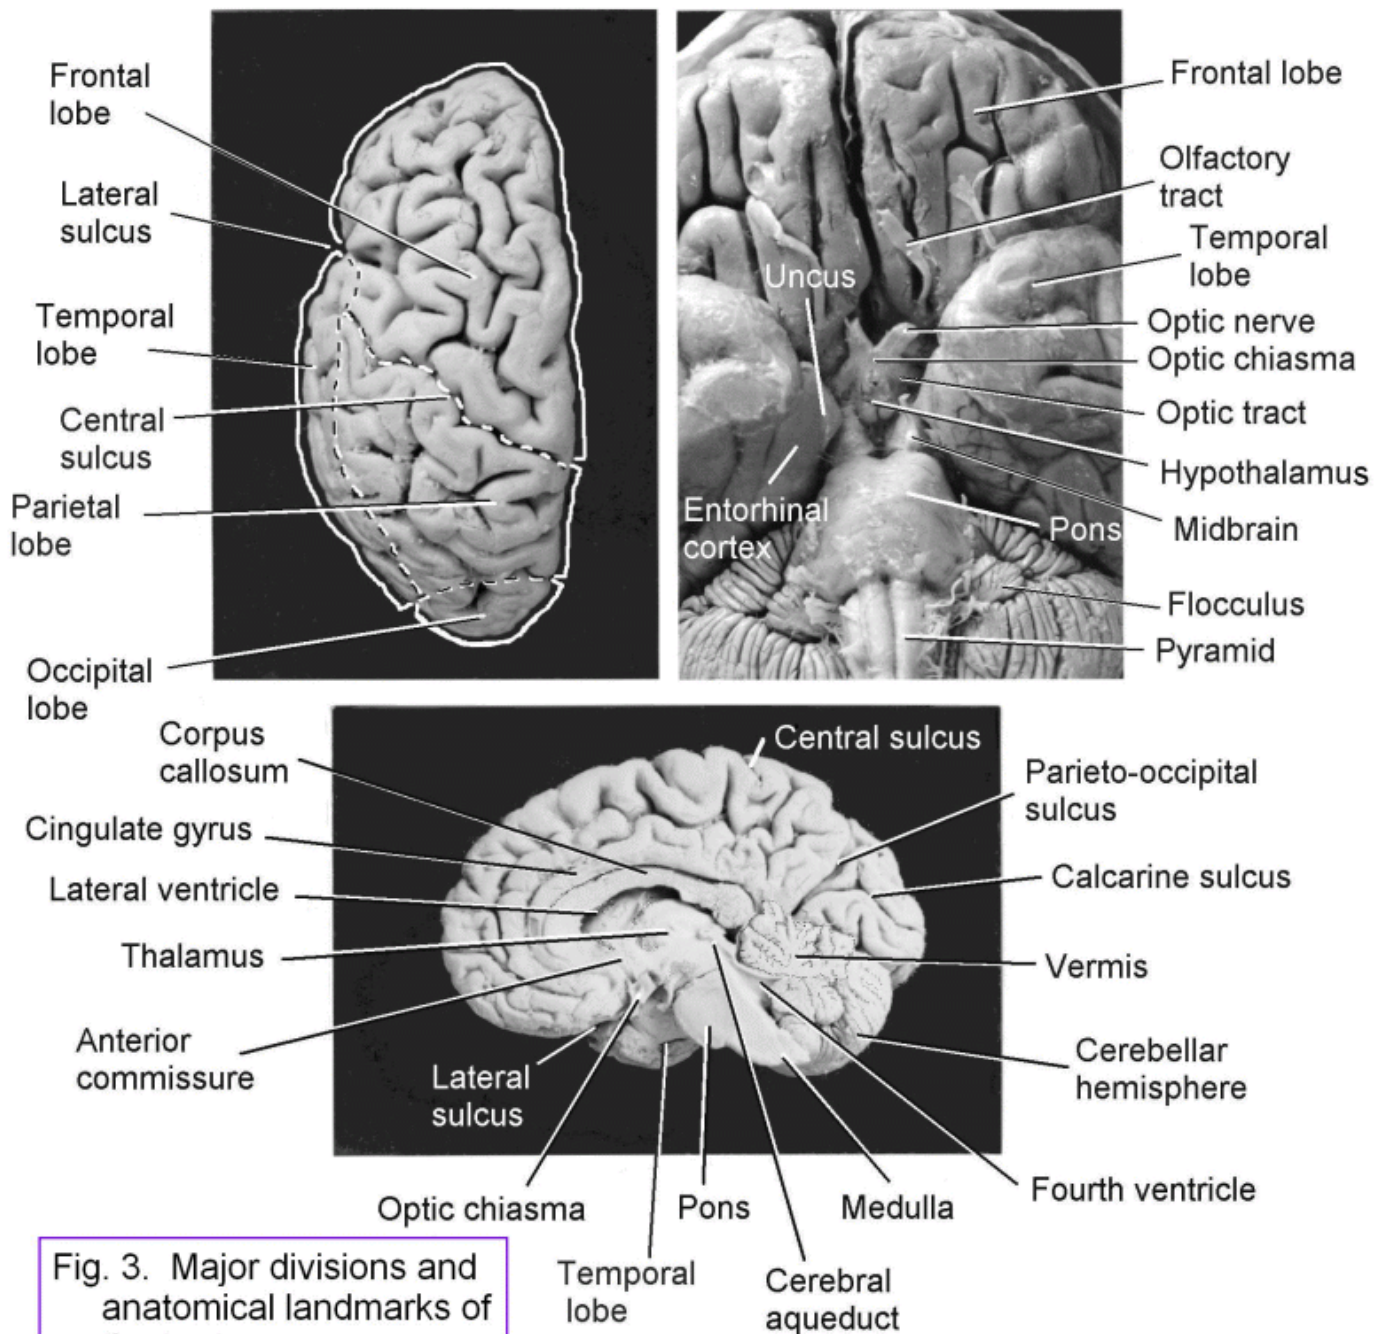 Frontal
lobe
Lateral
sulcus
Temporal
lobe
Central
sulcus
Parietal
lobe
Occipital
lobe
Frontal lobe
Olfactory
tract
Temporal
lobe
Uncus
Optic nerve
Optic chiasma
Optic tract
Hypothalamus
Entorhinal
cortex
Pons
Midbrain
Flocculus
Pyramid
Corpus
callosum
Cingulate gyrus
Lateral ventricle
Thalamus
Anterior
commissure
Central sulcus
Parieto-occipital
sulcus
Calcarine sulcus
Vermis
Cerebellar
hemisphere
Lateral
sulcus
Fourth ventricle
Optic chiasma
Pons
Medulla
Temporal
lobe
Cerebral
aqueduct
Fig. 3. Major divisions and
anatomical landmarks of